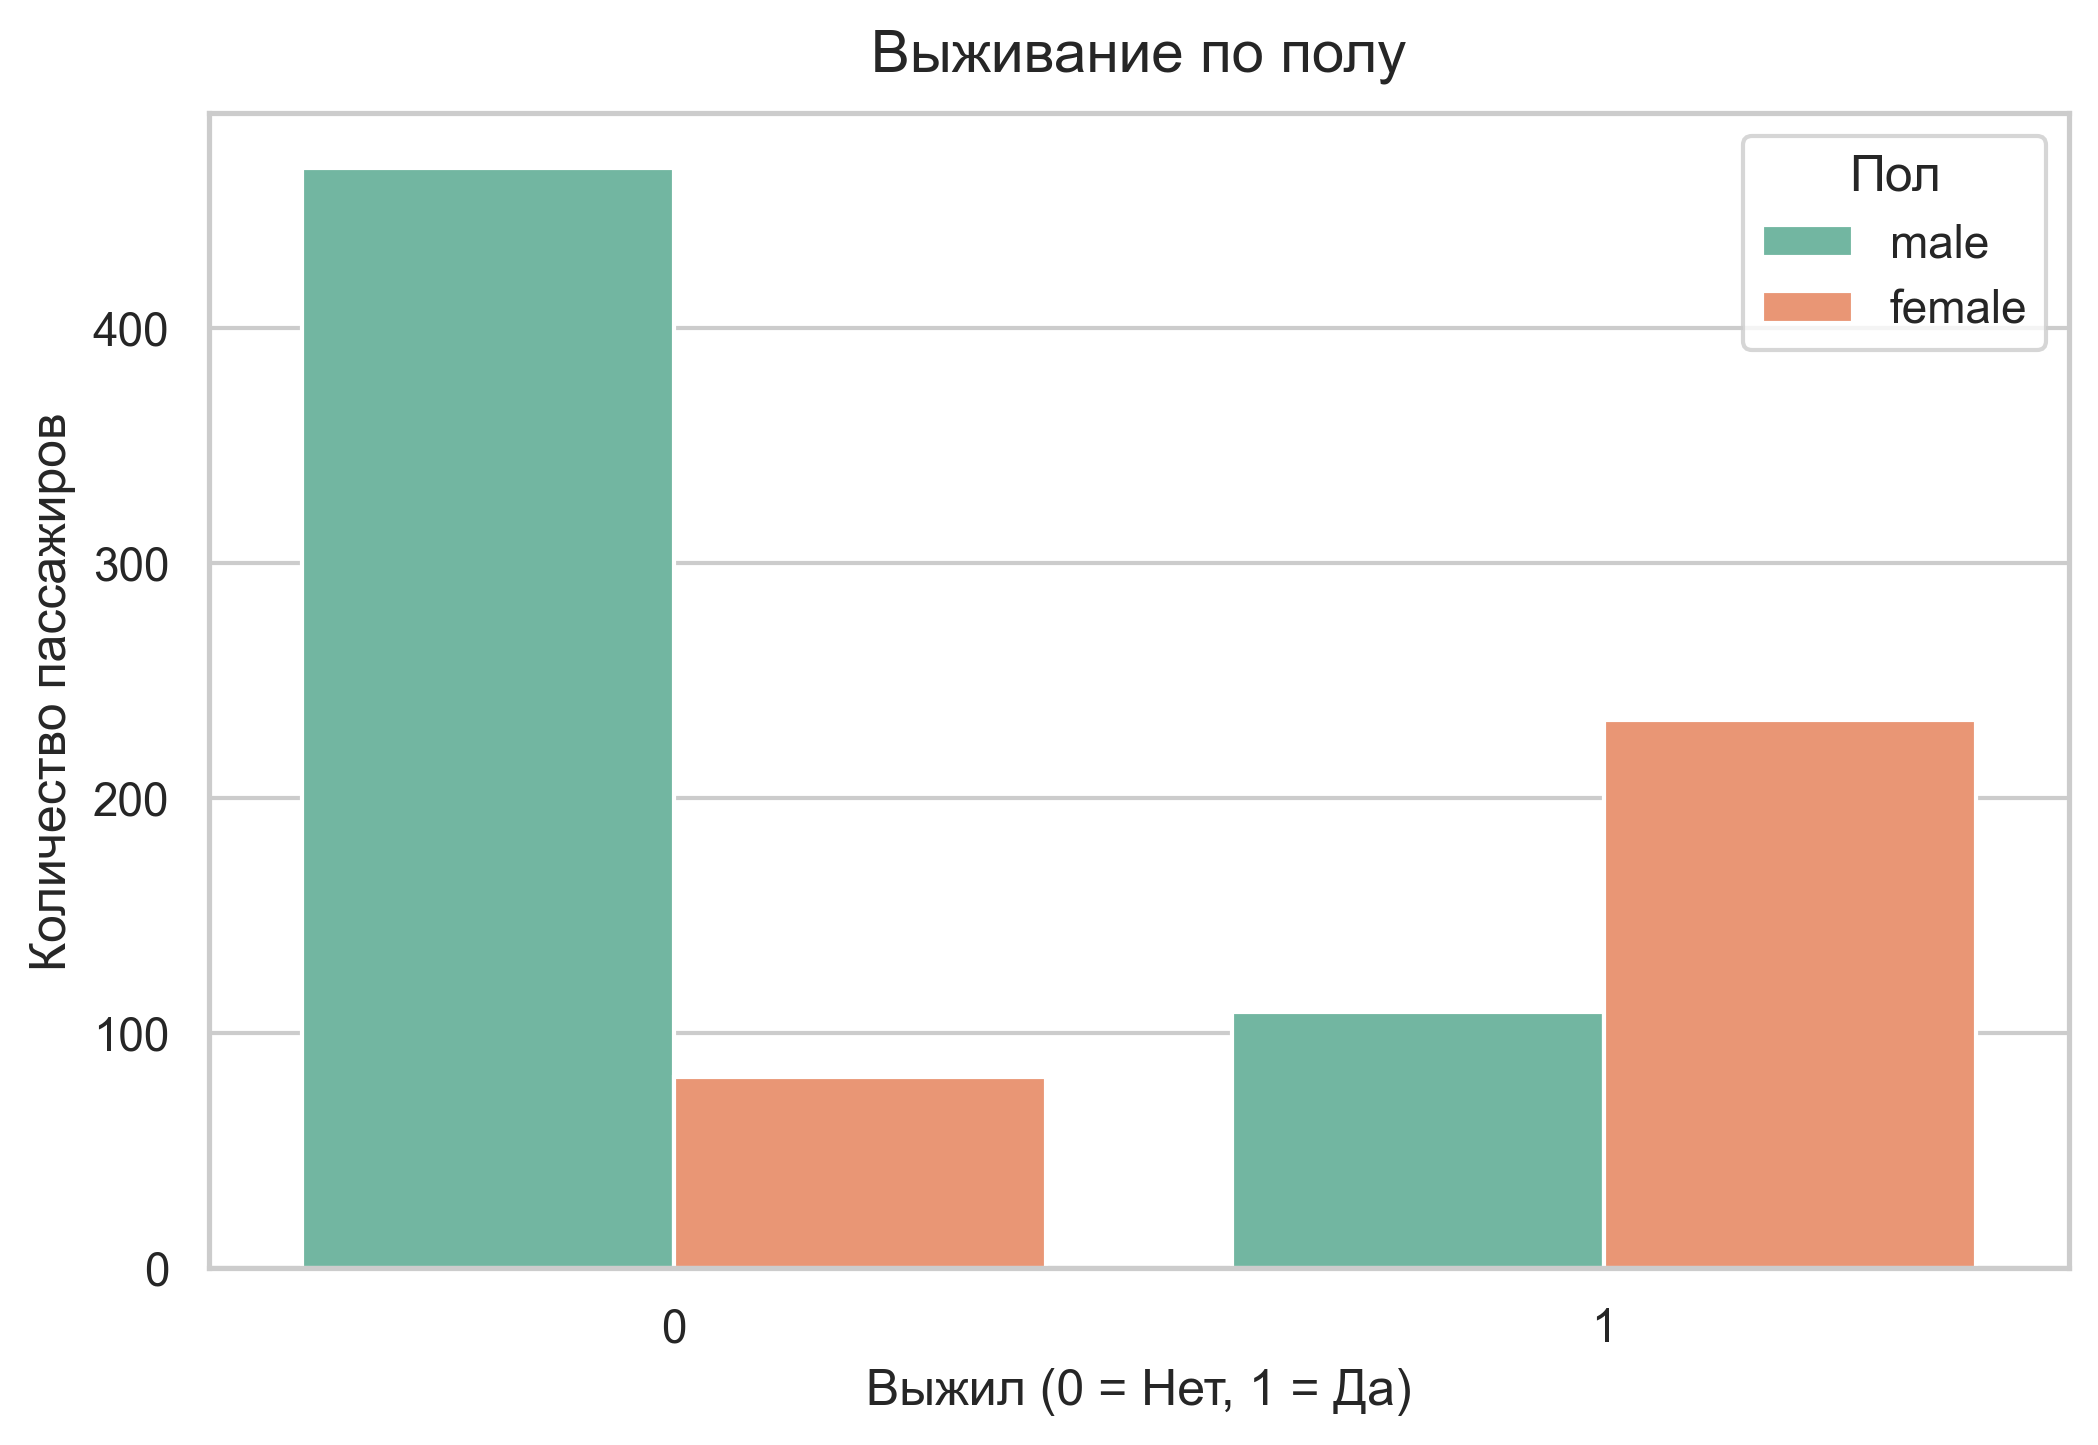 Выживание по полу
Пол
male
female
Количество пассажиров
400
300
200
100
0
0
1
Выжил (0 = Нет, 1 = Да)